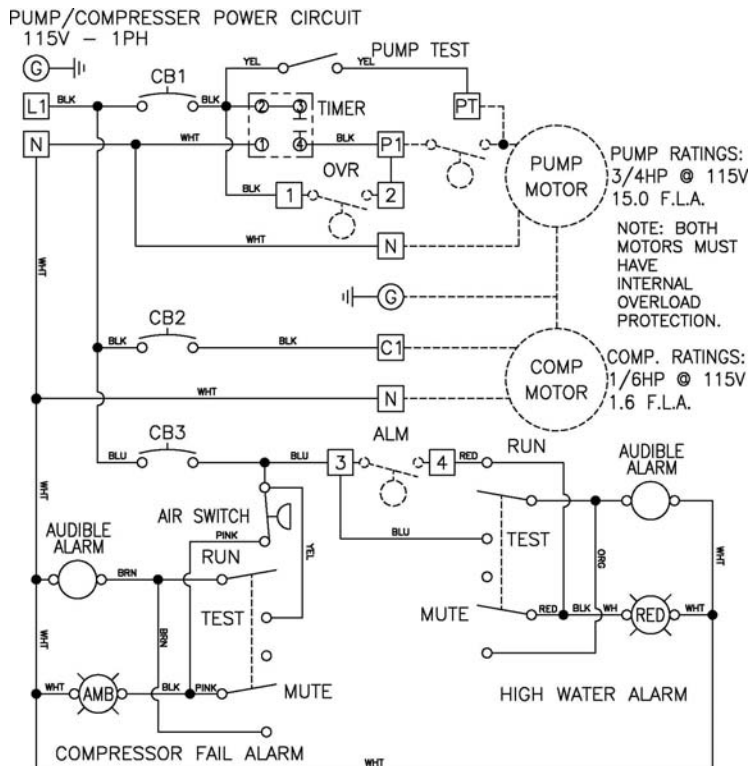 PUMP/COMPRESSER POWER CIRCUIT
115V - 1PH
G
YEL
YEL
PUMP TEST
L1
BLK
CB1
BLK
2
3
TIMER
PT
N
WHT
1
4
BLK
P1
PUMP
MOTOR
PUMP RATINGS:
3/4HP @ 115V
15.0 F.L.A.
OVR
BLK
1
2
NOTE: BOTH
MOTORS MUST
HAVE
INTERNAL
OVERLOAD
PROTECTION.
WHT
WHT
N
G
CB2
BLK
BLK
C1
COMP
MOTOR
COMP. RATINGS:
1/6HP @ 115V
1.6 F.L.A.
WHT
N
CB3
BLU
BLU
3
ALM
4
RED
RUN
AUDIBLE
ALARM
WHT
AIR SWITCH
PINK
YEL
BLU
TEST
ORG
WHT
AUDIBLE
ALARM
BRN
RUN
TEST
BRN
MUTE
RED
BLK
WH
RED
WHT
WHT
WHT
AMB
BLK
PINK
MUTE
HIGH WATER ALARM
COMPRESSOR FAIL ALARM
WHT